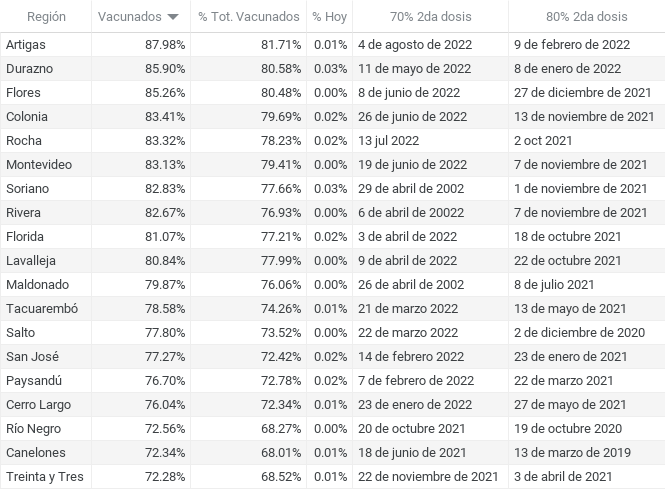 Región Vacunados % Tot. Vacunados % Hoy 70% 2da dosis 80% 2da dosis
Artigas 87.98% 81.71% 0.01% 4 de agosto de 2022 9 de febrero de 2022
Durazno 85.90% 80.58% 0.03% 11 de mayo de 2022 8 de enero de 2022
Flores 85.26% 80.48% 0.00% 8 de junio de 2022 27 de diciembre de 2021
Colonia 83.41% 79.69% 0.02% 26 de junio de 2022 13 de noviembre de 2021
Rocha 83.32% 78.23% 0.02% 13 jul 2022 2 oct 2021
Montevideo 83.13% 79.41% 0.00% 19 de junio de 2022 7 de noviembre de 2021
Soriano 82.83% 77.66% 0.03% 29 de abril de 2002 1 de noviembre de 2021
Rivera 82.67% 76.93% 0.00% 6 de abril de 20022 7 de noviembre de 2021
Florida 81.07% 77.21% 0.02% 3 de abril de 2022 18 de octubre 2021
Lavalleja 80.84% 77.99% 0.00% 9 de abril de 2022 22 de octubre 2021
Maldonado 79.87% 76.06% 0.00% 26 de abril de 2002 8 de julio 2021
Tacuarembó 78.58% 74.26% 0.01% 21 de marzo 2022 13 de mayo de 2021
Salto 77.80% 73.52% 0.00% 22 de marzo 2022 2 de diciembre de 2020
San José 77.27% 72.42% 0.02% 14 de febrero 2022 23 de enero de 2021
Paysandú 76.70% 72.78% 0.02% 7 de febrero de 2022 22 de marzo 2021
Cerro Largo 76.04% 72.34% 0.01% 23 de enero de 2022 27 de mayo de 2021
Río Negro 72.56% 68.27% 0.00% 20 de octubre 2021 19 de octubre 2020
Canelones 72.34% 68.01% 0.01% 18 de junio de 2021 13 de marzo de 2019
Treinta y Tres 72.28% 68.52% 0.01% 22 de noviembre de 2021 3 de abril de 2021